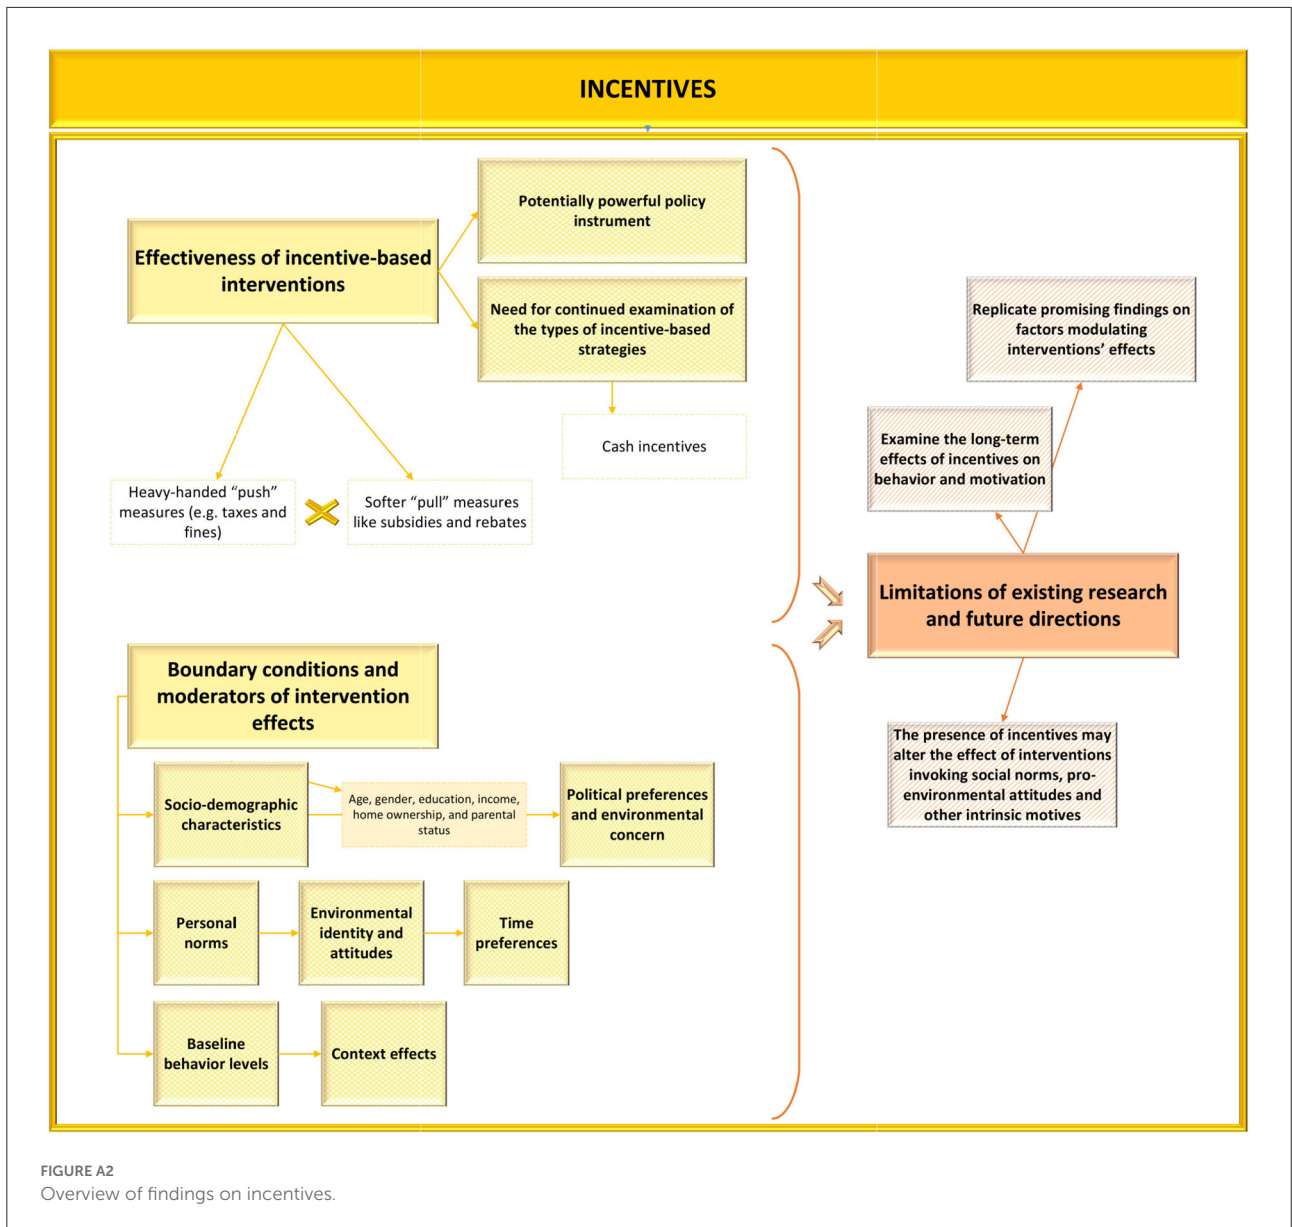 INCENTIVES
Effectiveness of incentive-based
interventions
Potentially powerful policy
instrument
Need for continued examination of
the types of incentive-based
strategies
Cash incentives
Heavy-handed “push”
measures (e.g. taxes and
fines)
Softer “pull” measures
like subsidies and rebates
Boundary conditions and
moderators of intervention
effects
Socio-demographic
characteristics
Age, gender, education, income,
home ownership, and parental
status
Political preferences
and environmental
concern
Personal
norms
Environmental
identity and
attitudes
Time
preferences
Baseline
behavior levels
Context effects
Replicate promising findings on
factors modulating
interventions’ effects
Examine the long-term
effects of incentives on
behavior and motivation
Limitations of existing research
and future directions
The presence of incentives may
alter the effect of interventions
invoking social norms, pro-
environmental attitudes and
other intrinsic motives
FIGURE A2
Overview of findings on incentives.